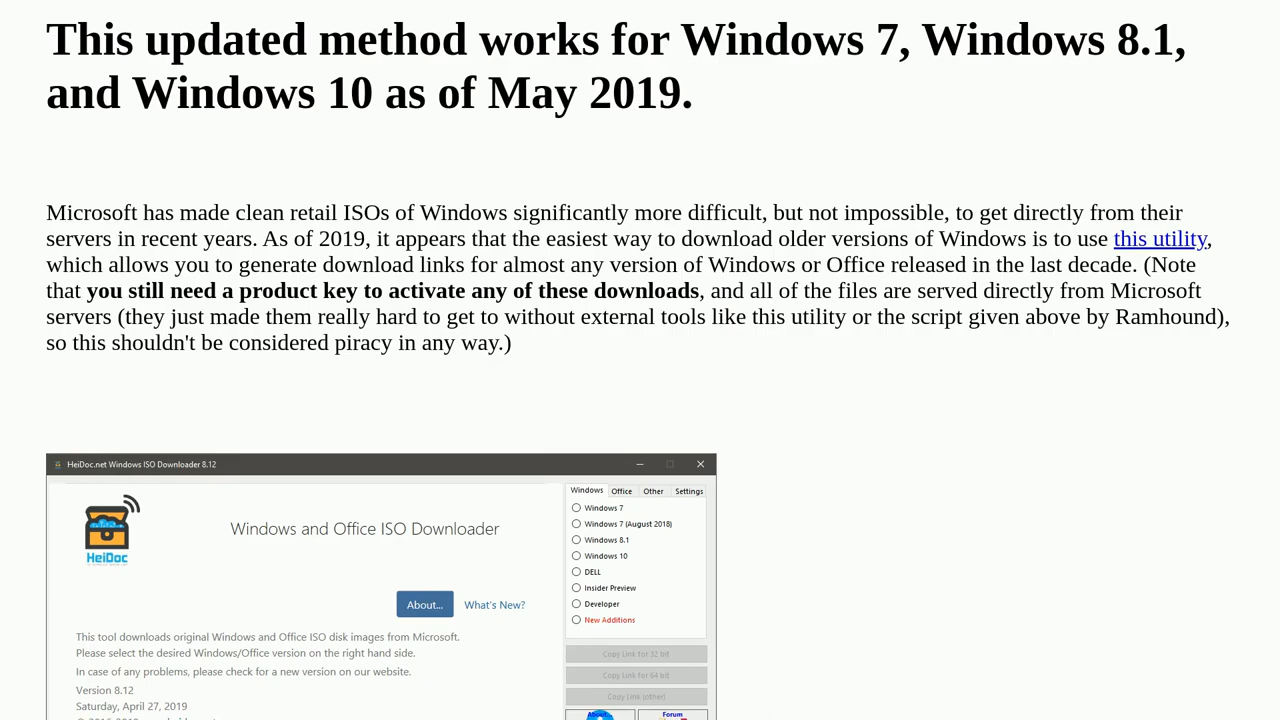 This updated method works for Windows 7, Windows 8.1,
and Windows 10 as of May 2019.
Microsoft has made clean retail ISOs of Windows significantly more difficult, but not impossible, to get directly from their
servers in recent years. As of 2019, it appears that the easiest way to download older versions of Windows is to use this utility,
which allows you to generate download links for almost any version of Windows or Office released in the last decade. (Note
that you still need a product key to activate any of these downloads, and all of the files are served directly from Microsoft
servers (they just made them really hard to get to without external tools like this utility or the script given above by Ramhound),
so this shouldn't be considered piracy in any way.)
HeiDoc.net Windows ISO Downloader 8.12
HeiDoc
Windows and Office ISO Downloader
About... What's New?
This tool downloads original Windows and Office ISO disk images from Microsoft.
Please select the desired Windows/Office version on the right hand side.
In case of any problems, please check for a new version on our website.
Version 8.12
Saturday, April 27, 2019
Windows Office Other Settings
Windows 7
Windows 7 (August 2018)
Windows 8.1
Windows 10
DELL
Insider Preview
Developer
New Additions
Copy Link for 32 bit
Copy Link for 64 bit
Copy Link (other)
About... Forum